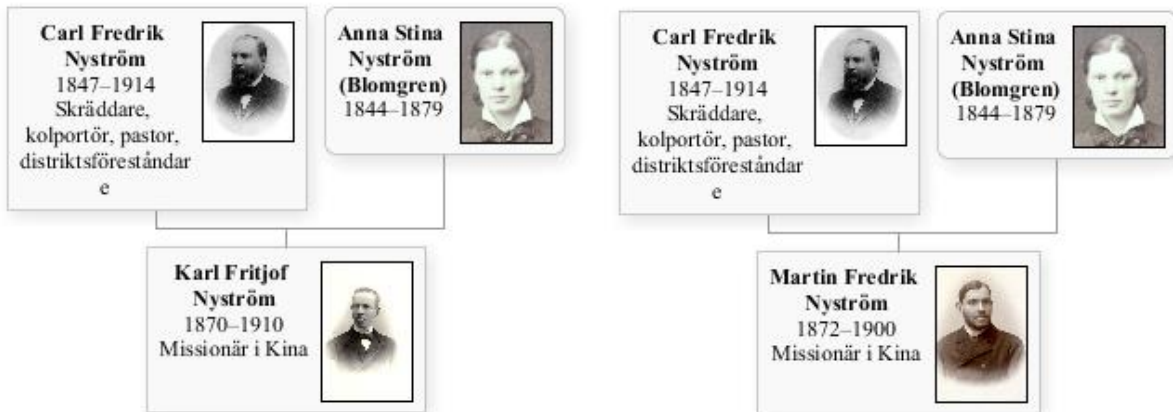 Carl Fredrik
Nyström
1847–1914
Skräddare,
kolportör, pastor,
distriktsföreståndar
e
Anna Stina
Nyström
(Blomgren)
1844–1879
Karl Fritjof
Nyström
1870–1910
Missionär i Kina
Carl Fredrik
Nyström
1847–1914
Skräddare,
kolportör, pastor,
distriktsföreståndar
e
Anna Stina
Nyström
(Blomgren)
1844–1879
Martin Fredrik
Nyström
1872–1900
Missionär i Kina